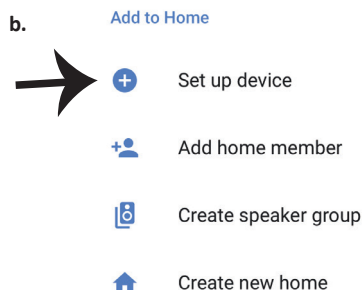 b.
Add to Home
Set up device
Add home member
Create speaker group
Create new home